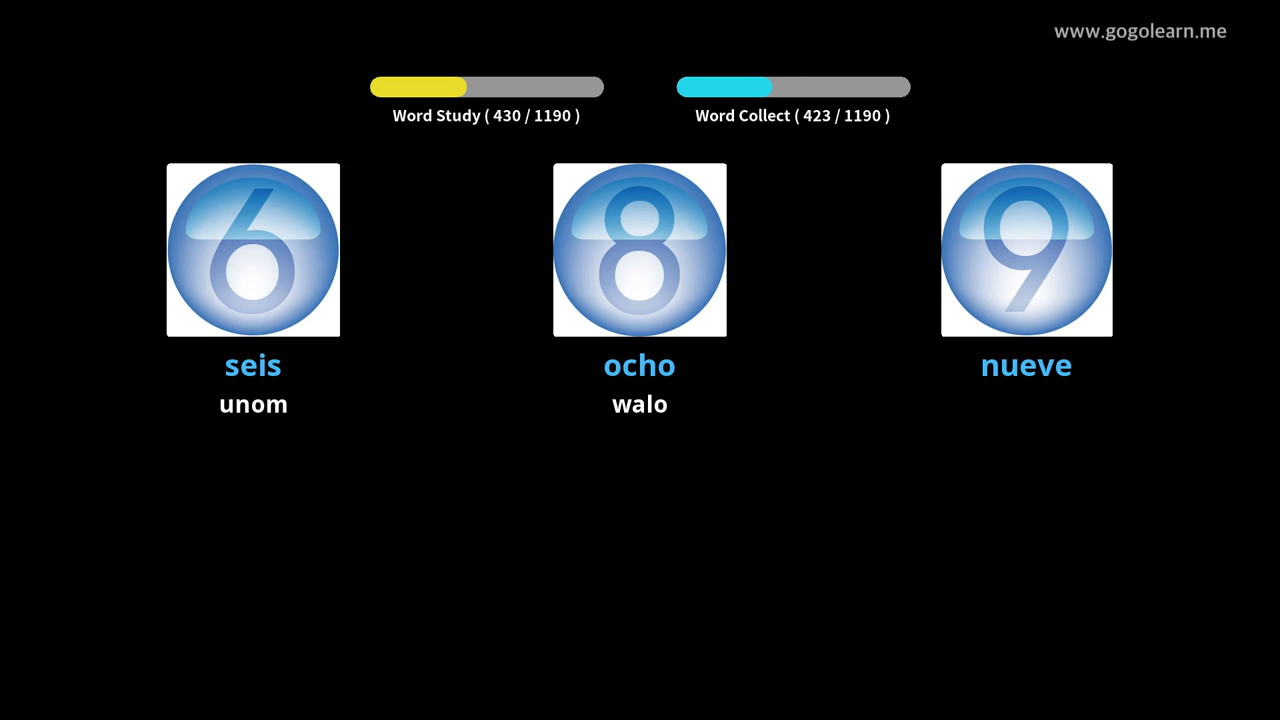 www.gogolearn.me
Word Study ( 430 / 1190 )
Word Collect ( 423 / 1190 )
6
8
9
seis
ocho
nueve
unom
walo